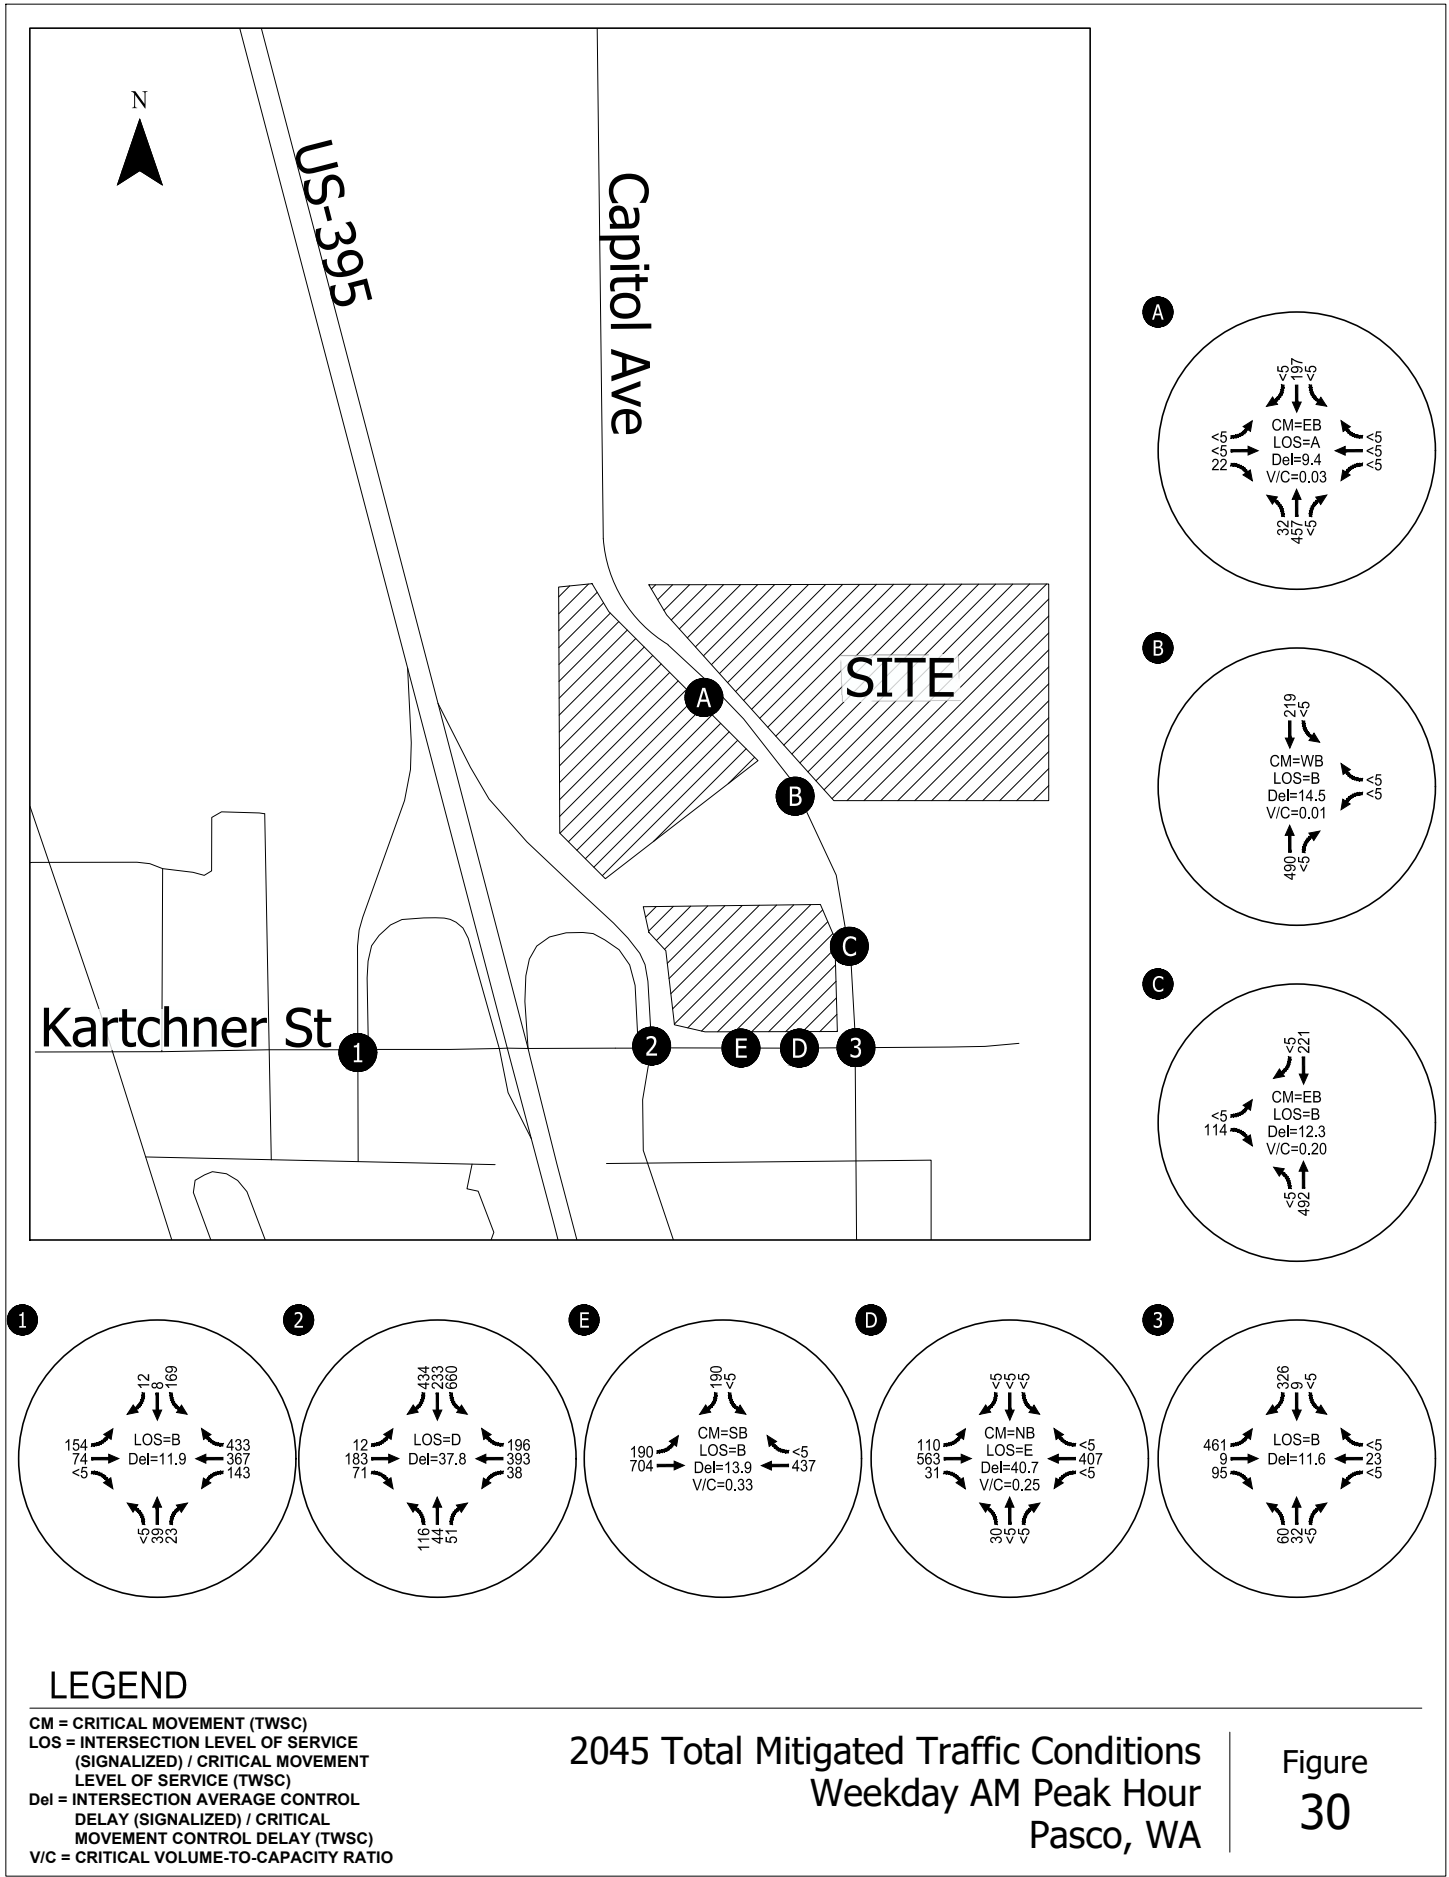 N
US-395
Capitol Ave
SITE
Kartchner St
A
B
C
1
2
E
D
3
A
<5
197
<5
<5
<5
22
CM=EB
LOS=A
Del=9.4
V/C=0.03
<5
<5
<5
32
457
<5
B
219
<5
CM=WB
LOS=B
Del=14.5
V/C=0.01
<5
<5
490
<5
C
<5
221
<5
114
CM=EB
LOS=B
Del=12.3
V/C=0.20
<5
492
1
12
8
169
154
74
<5
LOS=B
Del=11.9
433
367
143
<5
39
23
2
434
233
660
12
183
71
LOS=D
Del=37.8
196
393
38
116
44
51
E
190
<5
190
704
CM=SB
LOS=B
Del=13.9
V/C=0.33
<5
437
D
<5
<5
<5
110
563
31
CM=NB
LOS=E
Del=40.7
V/C=0.25
<5
407
<5
30
<5
<5
3
326
9
<5
461
9
95
LOS=B
Del=11.6
<5
23
<5
60
32
<5
LEGEND
CM = CRITICAL MOVEMENT (TWSC)
LOS = INTERSECTION LEVEL OF SERVICE
(SIGNALIZED) / CRITICAL MOVEMENT
LEVEL OF SERVICE (TWSC)
Del = INTERSECTION AVERAGE CONTROL
DELAY (SIGNALIZED) / CRITICAL
MOVEMENT CONTROL DELAY (TWSC)
V/C = CRITICAL VOLUME-TO-CAPACITY RATIO
2045 Total Mitigated Traffic Conditions
Weekday AM Peak Hour
Pasco, WA
Figure
30